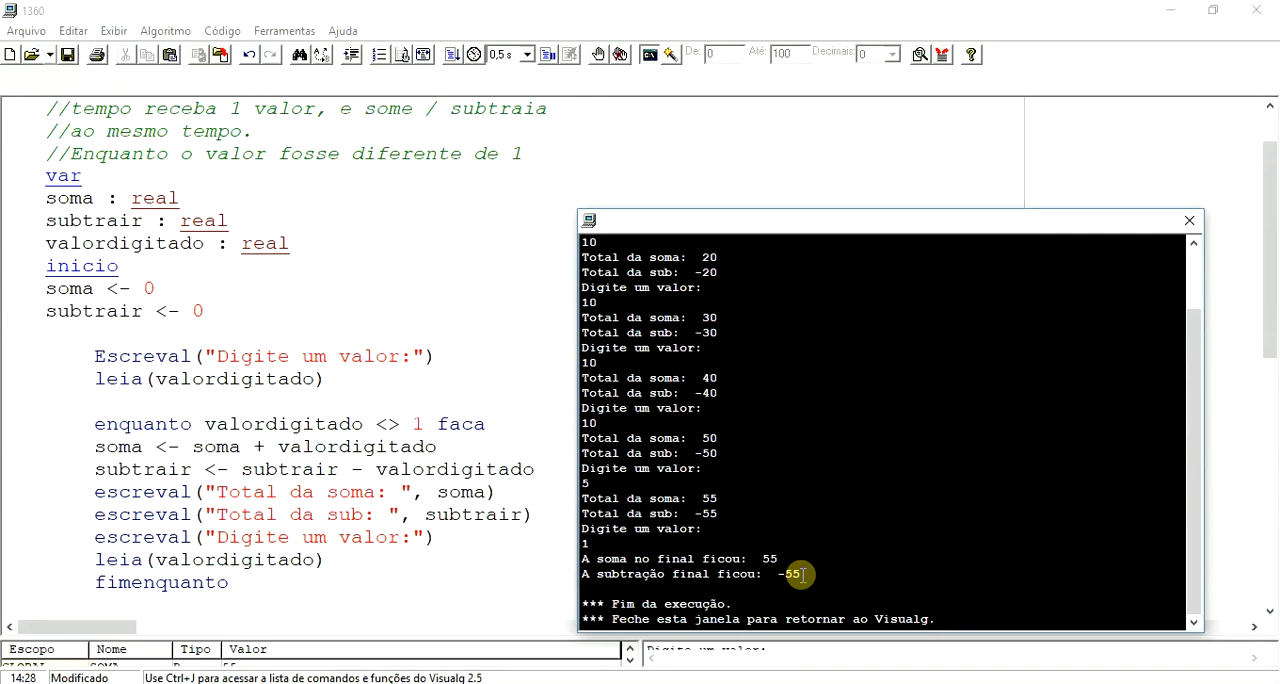 1360
Arquivo Editar Exibir Algoritmo Código Ferramentas Ajuda
0,5 s De: 0 Até: 100 Decimais: 0
//tempo receba 1 valor, e some / subtraia
//ao mesmo tempo.
//Enquanto o valor fosse diferente de 1
var
soma : real
subtrair : real
valordigitado : real
inicio
soma <- 0
subtrair <- 0
Escreval("Digite um valor:")
leia(valordigitado)
enquanto valordigitado <> 1 faca
soma <- soma + valordigitado
subtrair <- subtrair - valordigitado
escreval("Total da soma: ", soma)
escreval("Total da sub: ", subtrair)
escreval("Digite um valor:")
leia(valordigitado)
fimenquanto
10
Total da soma: 20
Total da sub: -20
Digite um valor:
10
Total da soma: 30
Total da sub: -30
Digite um valor:
10
Total da soma: 40
Total da sub: -40
Digite um valor:
10
Total da soma: 50
Total da sub: -50
Digite um valor:
5
Total da soma: 55
Total da sub: -55
Digite um valor:
1
A soma no final ficou: 55
A subtração final ficou: -55
*** Fim da execução.
*** Feche esta janela para retornar ao Visualg.
Escopo Nome Tipo Valor
14:28 Modificado Use Ctrl+J para acessar a lista de comandos e funções do Visualg 2.5